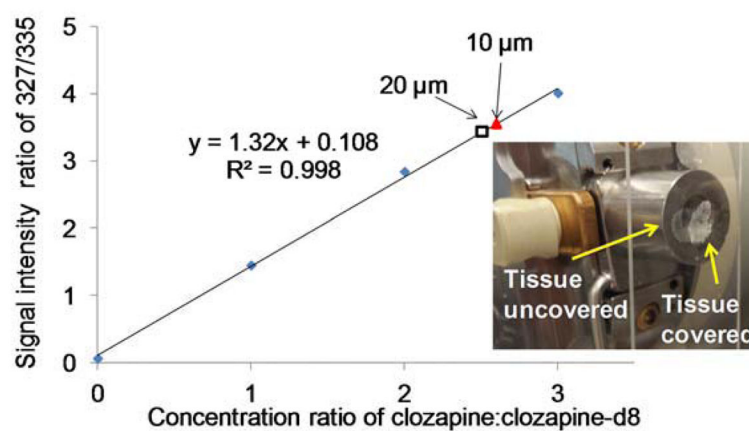 5
4
3
2
1
0
Signal intensity ratio of 327/335
10 µm
20 µm
y = 1.32x + 0.108
R² = 0.998
Tissue
uncovered
Tissue
covered
0 1 2 3
Concentration ratio of clozapine:clozapine-d8